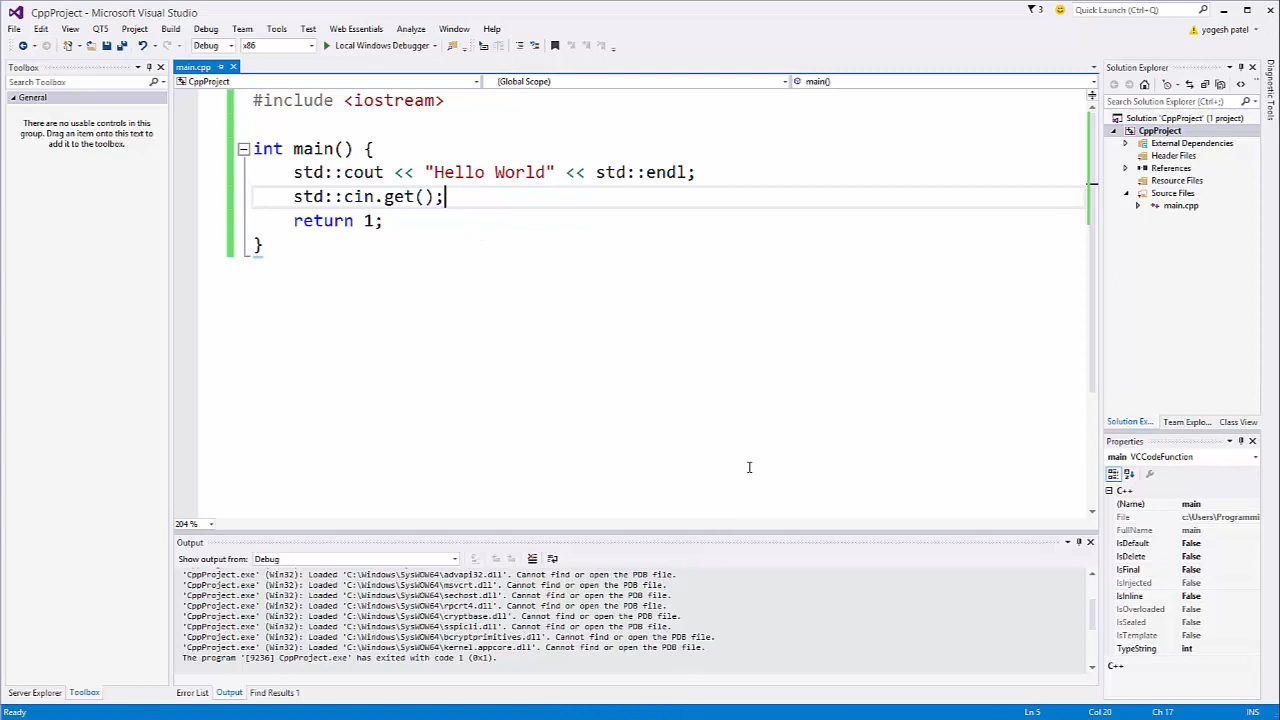 CppProject - Microsoft Visual Studio
3
Quick Launch (Ctrl+Q)
File Edit View QT5 Project Build Debug Team Tools Test Web Essentials Analyze Window Help
yogesh patel
Debug x86 Local Windows Debugger
Toolbox
Search Toolbox
General
There are no usable controls in this
group. Drag an item onto this text to
add it to the toolbox.
main.cpp
CppProject (Global Scope) main()
#include <iostream>
int main() {
std::cout << "Hello World" << std::endl;
std::cin.get();
return 1;
}
204 %
Solution Explorer
Search Solution Explorer (Ctrl+;)
Solution 'CppProject' (1 project)
CppProject
External Dependencies
Header Files
References
Resource Files
Source Files
main.cpp
Diagnostic Tools
Solution Ex... Team Explo... Class View
Properties
main VCCodeFunction
C++
(Name) main
File c:\Users\Programmi
FullName main
IsDefault False
IsDelete False
IsFinal False
IsInjected False
IsInline False
IsOverloaded False
IsSealed False
IsTemplate False
TypeString int
C++
Output
Show output from: Debug
'CppProject.exe' (Win32): Loaded 'C:\Windows\SysWOW64\advapi32.dll'. Cannot find or open the PDB file.
'CppProject.exe' (Win32): Loaded 'C:\Windows\SysWOW64\msvcrt.dll'. Cannot find or open the PDB file.
'CppProject.exe' (Win32): Loaded 'C:\Windows\SysWOW64\sechost.dll'. Cannot find or open the PDB file.
'CppProject.exe' (Win32): Loaded 'C:\Windows\SysWOW64\rpcrt4.dll'. Cannot find or open the PDB file.
'CppProject.exe' (Win32): Loaded 'C:\Windows\SysWOW64\cryptbase.dll'. Cannot find or open the PDB file.
'CppProject.exe' (Win32): Loaded 'C:\Windows\SysWOW64\sspicli.dll'. Cannot find or open the PDB file.
'CppProject.exe' (Win32): Loaded 'C:\Windows\SysWOW64\bcryptprimitives.dll'. Cannot find or open the PDB file.
'CppProject.exe' (Win32): Loaded 'C:\Windows\SysWOW64\kernel.appcore.dll'. Cannot find or open the PDB file.
The program '[9236] CppProject.exe' has exited with code 1 (0x1).
Server Explorer Toolbox
Error List Output Find Results 1
Ready Ln 5 Col 20 Ch 17 INS